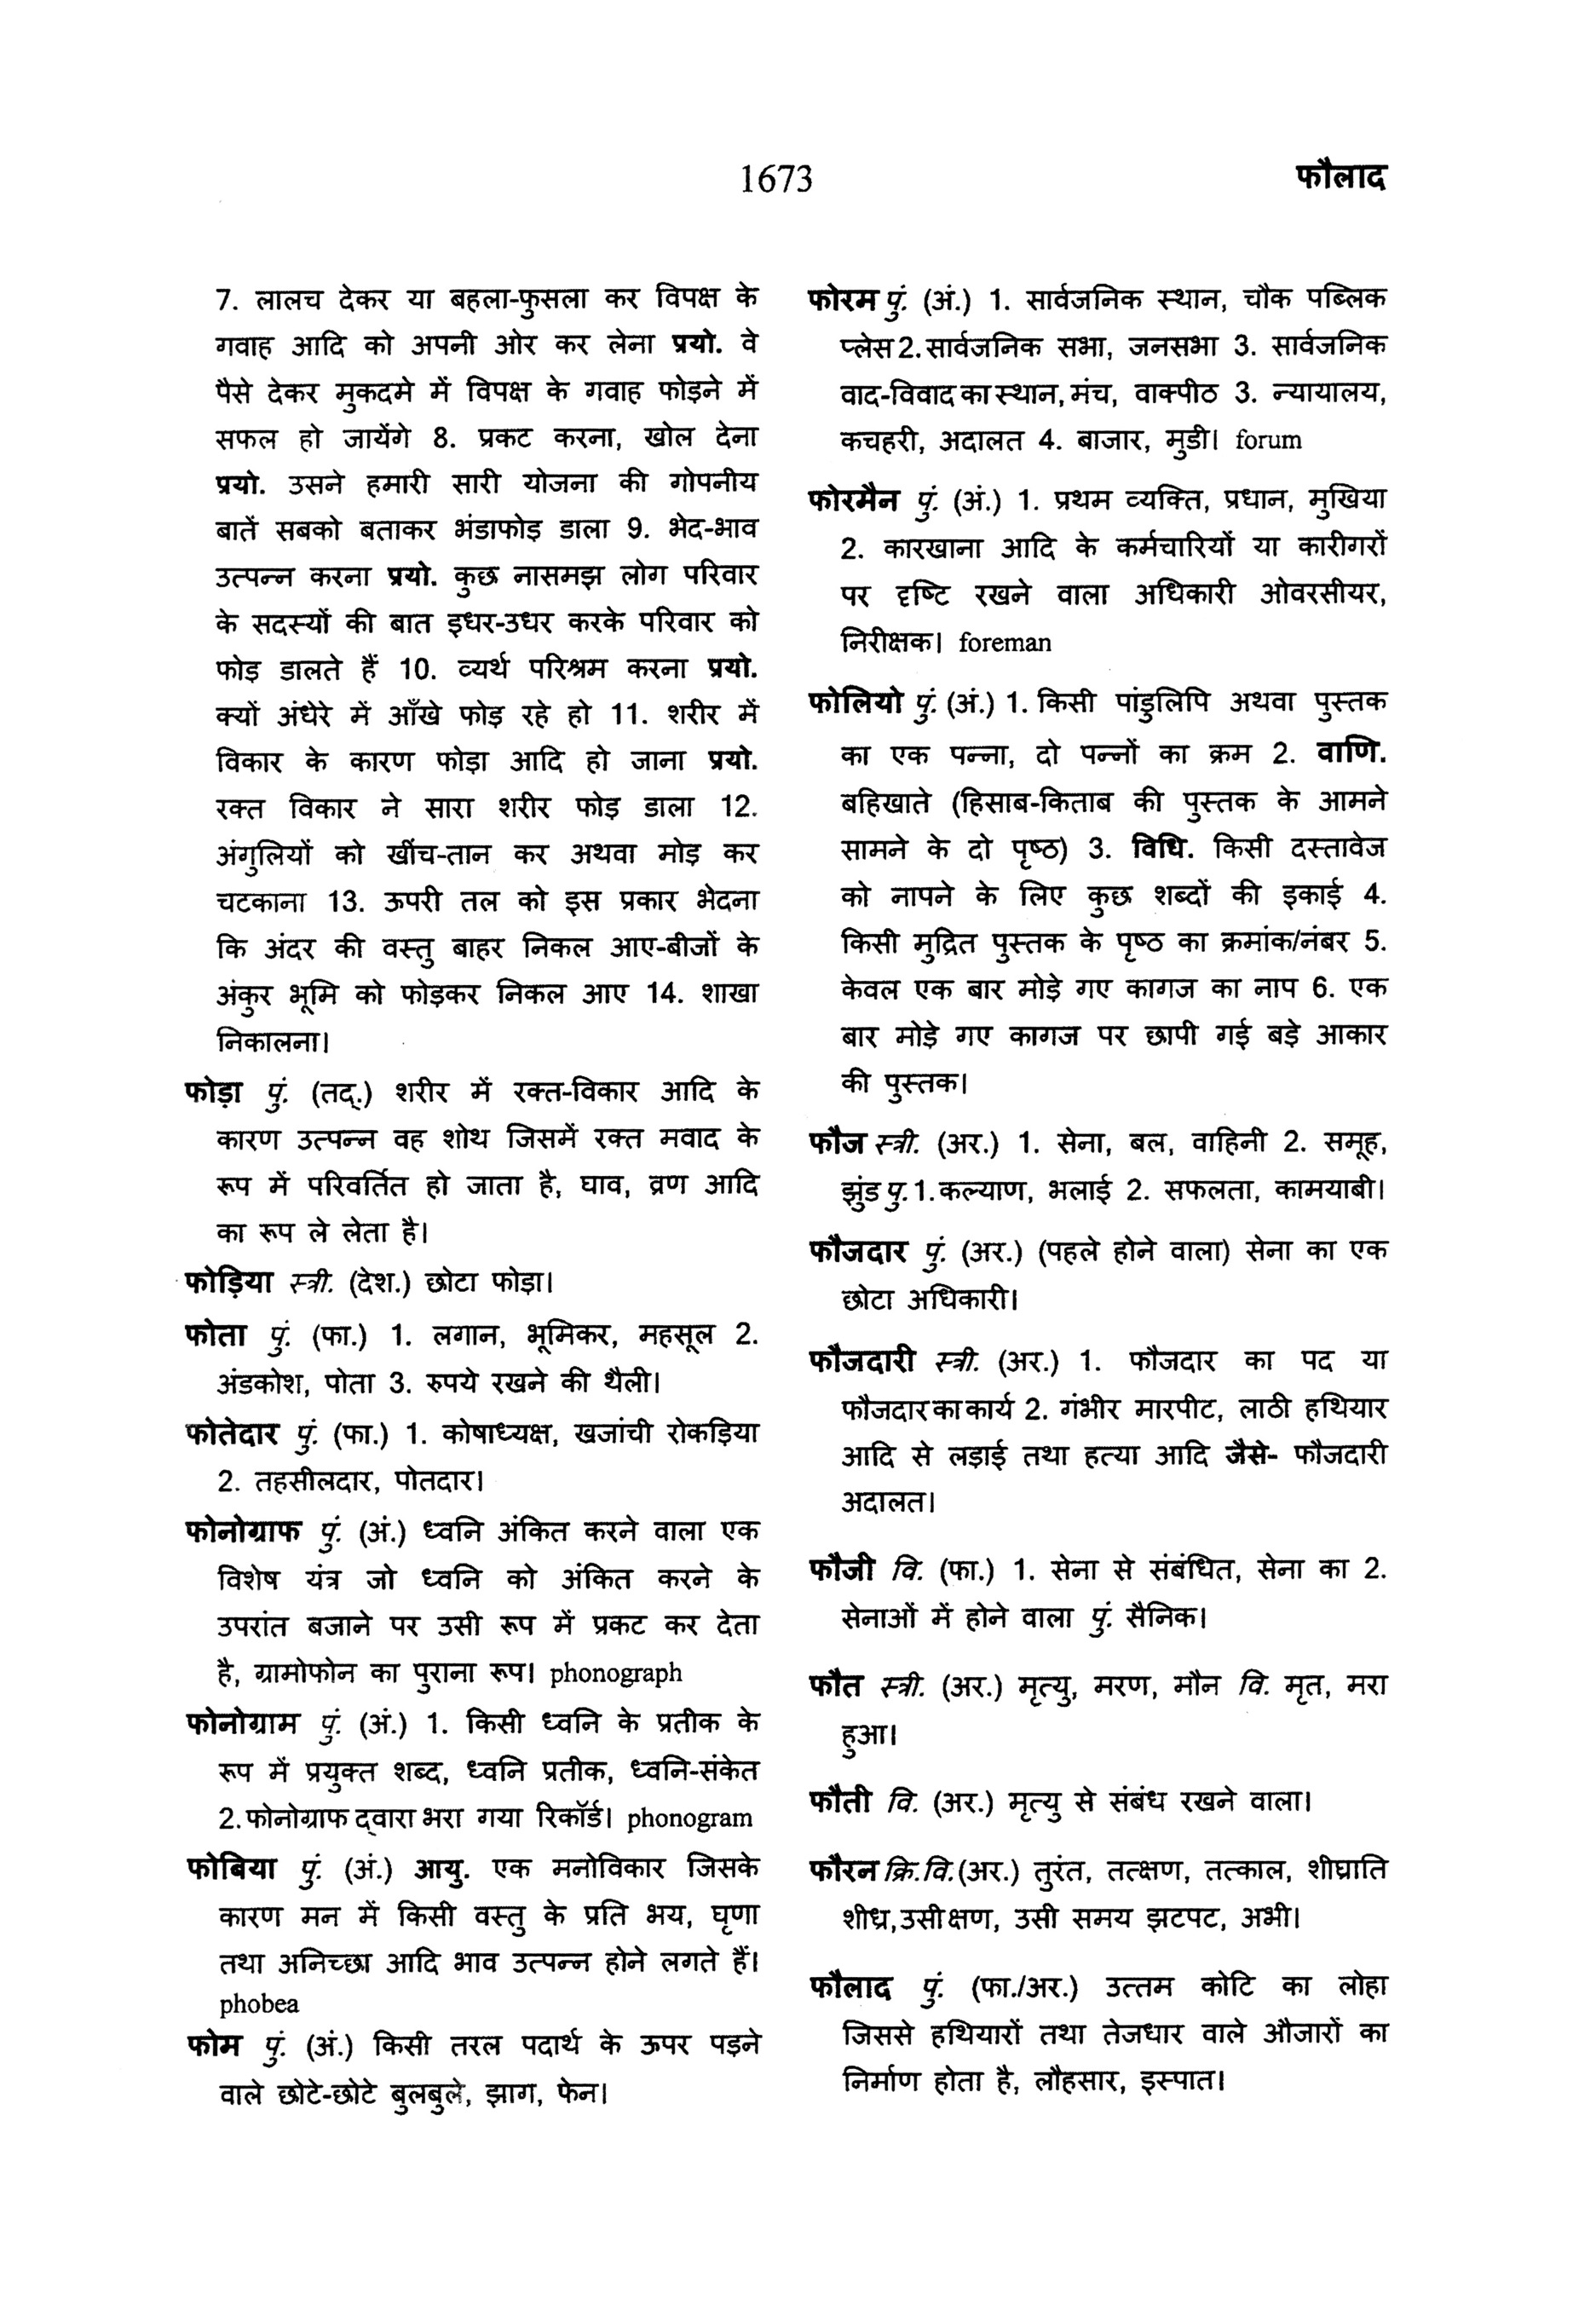 1673
फौलाद
7. लालच देकर या बहला-फुसला कर विपक्ष के
गवाह आदि को अपनी ओर कर लेना प्रयो. वे
पैसे देकर मुकदमे में विपक्ष के गवाह फोड़ने में
सफल हो जायेंगे 8. प्रकट करना, खोल देना
प्रयो. उसने हमारी सारी योजना की गोपनीय
बातें सबको बताकर भंडाफोड़ डाला 9. भेद-भाव
उत्पन्न करना प्रयो. कुछ नासमझ लोग परिवार
के सदस्यों की बात इधर-उधर करके परिवार को
फोड़ डालते हैं 10. व्यर्थ परिश्रम करना प्रयो.
क्यों अंधेरे में आँखे फोड़ रहे हो 11. शरीर में
विकार के कारण फोड़ा आदि हो जाना प्रयो.
रक्त विकार ने सारा शरीर फोड़ डाला 12.
अंगुलियों को खींच-तान कर अथवा मोड़ कर
चटकाना 13. ऊपरी तल को इस प्रकार भेदना
कि अंदर की वस्तु बाहर निकल आए-बीजों के
अंकुर भूमि को फोड़कर निकल आए 14. शाखा
निकालना।
फोड़ा पुं. (तद्.) शरीर में रक्त-विकार आदि के
कारण उत्पन्न वह शोथ जिसमें रक्त मवाद के
रूप में परिवर्तित हो जाता है, घाव, व्रण आदि
का रूप ले लेता है।
फोड़िया स्त्री. (देश.) छोटा फोड़ा।
फोता पुं. (फा.) 1. लगान, भूमिकर, महसूल 2.
अंडकोश, पोता 3. रुपये रखने की थैली।
फोतेदार पुं. (फा.) 1. कोषाध्यक्ष, खजांची रोकड़िया
2. तहसीलदार, पोतदार।
फोनोग्राफ पुं. (अं.) ध्वनि अंकित करने वाला एक
विशेष यंत्र जो ध्वनि को अंकित करने के
उपरांत बजाने पर उसी रूप में प्रकट कर देता
है, ग्रामोफोन का पुराना रूप। phonograph
फोनोग्राम पुं. (अं.) 1. किसी ध्वनि के प्रतीक के
रूप में प्रयुक्त शब्द, ध्वनि प्रतीक, ध्वनि-संकेत
2. फोनोग्राफ द्वारा भरा गया रिकॉर्ड। phonogram
फोबिया पुं. (अं.) आयु. एक मनोविकार जिसके
कारण मन में किसी वस्तु के प्रति भय, घृणा
तथा अनिच्छा आदि भाव उत्पन्न होने लगते हैं।
phobea
फोम पुं. (अं.) किसी तरल पदार्थ के ऊपर पड़ने
वाले छोटे-छोटे बुलबुले, झाग, फेन।
फोरम पुं. (अं.) 1. सार्वजनिक स्थान, चौक पब्लिक
प्लेस 2. सार्वजनिक सभा, जनसभा 3. सार्वजनिक
वाद-विवाद का स्थान, मंच, वाक्पीठ 3. न्यायालय,
कचहरी, अदालत 4. बाजार, मुडी। forum
फोरमैन पुं. (अं.) 1. प्रथम व्यक्ति, प्रधान, मुखिया
2. कारखाना आदि के कर्मचारियों या कारीगरों
पर दृष्टि रखने वाला अधिकारी ओवरसीयर,
निरीक्षक। foreman
फोलियो पुं. (अं.) 1. किसी पांडुलिपि अथवा पुस्तक
का एक पन्ना, दो पन्नों का क्रम 2. वाणि.
बहिखाते (हिसाब-किताब की पुस्तक के आमने
सामने के दो पृष्ठ) 3. विधि. किसी दस्तावेज
को नापने के लिए कुछ शब्दों की इकाई 4.
किसी मुद्रित पुस्तक के पृष्ठ का क्रमांक/नंबर 5.
केवल एक बार मोड़े गए कागज का नाप 6. एक
बार मोड़े गए कागज पर छापी गई बड़े आकार
की पुस्तक।
फौज स्त्री. (अर.) 1. सेना, बल, वाहिनी 2. समूह,
झुंड पु. 1. कल्याण, भलाई 2. सफलता, कामयाबी।
फौजदार पुं. (अर.) (पहले होने वाला) सेना का एक
छोटा अधिकारी।
फौजदारी स्त्री. (अर.) 1. फौजदार का पद या
फौजदार का कार्य 2. गंभीर मारपीट, लाठी हथियार
आदि से लड़ाई तथा हत्या आदि जैसे- फौजदारी
अदालत।
फौजी वि. (फा.) 1. सेना से संबंधित, सेना का 2.
सेनाओं में होने वाला पुं. सैनिक।
फौत स्त्री. (अर.) मृत्यु, मरण, मौन वि. मृत, मरा
हुआ।
फौती वि. (अर.) मृत्यु से संबंध रखने वाला।
फौरन क्रि.वि. (अर.) तुरंत, तत्क्षण, तत्काल, शीघ्राति
शीघ्र, उसी क्षण, उसी समय झटपट, अभी।
फौलाद पुं. (फा./अर.) उत्तम कोटि का लोहा
जिससे हथियारों तथा तेजधार वाले औजारों का
निर्माण होता है, लौहसार, इस्पात।